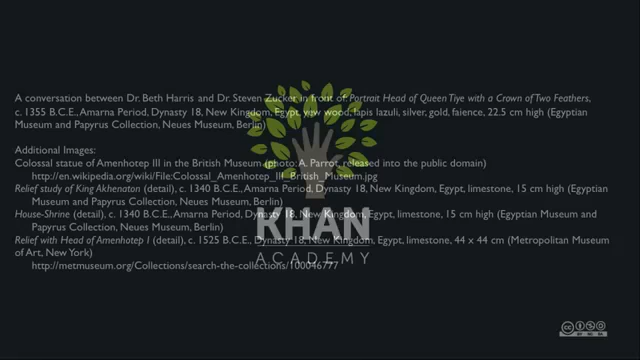 A conversation between Dr. Beth Harris and Dr. Steven Zucker in front of: Portrait Head of Queen Tiye with a Crown of Two Feathers,
c. 1355 B.C.E., Amarna Period, Dynasty 18, New Kingdom, Egypt, yew wood, lapis lazuli, silver, gold, faience, 22.5 cm high (Egyptian
Museum and Papyrus Collection, Neues Museum, Berlin)
Additional Images:
Colossal statue of Amenhotep III in the British Museum (photo: A. Parrot, released into the public domain)
http://en.wikipedia.org/wiki/File:Colossal_Amenhotep_III_British_Museum.jpg
Relief study of King Akhenaton (detail), c. 1340 B.C.E., Amarna Period, Dynasty 18, New Kingdom, Egypt, limestone, 15 cm high (Egyptian
Museum and Papyrus Collection, Neues Museum, Berlin)
House-Shrine (detail), c. 1340 B.C.E., Amarna Period, Dynasty 18, New Kingdom, Egypt, limestone, 15 cm high (Egyptian Museum and
Papyrus Collection, Neues Museum, Berlin)
Relief with Head of Amenhotep I (detail), c. 1525 B.C.E., Dynasty 18, New Kingdom, Egypt, limestone, 44 x 44 cm (Metropolitan Museum
of Art, New York)
http://metmuseum.org/Collections/search-the-collections/100046777
KHAN
ACADEMY